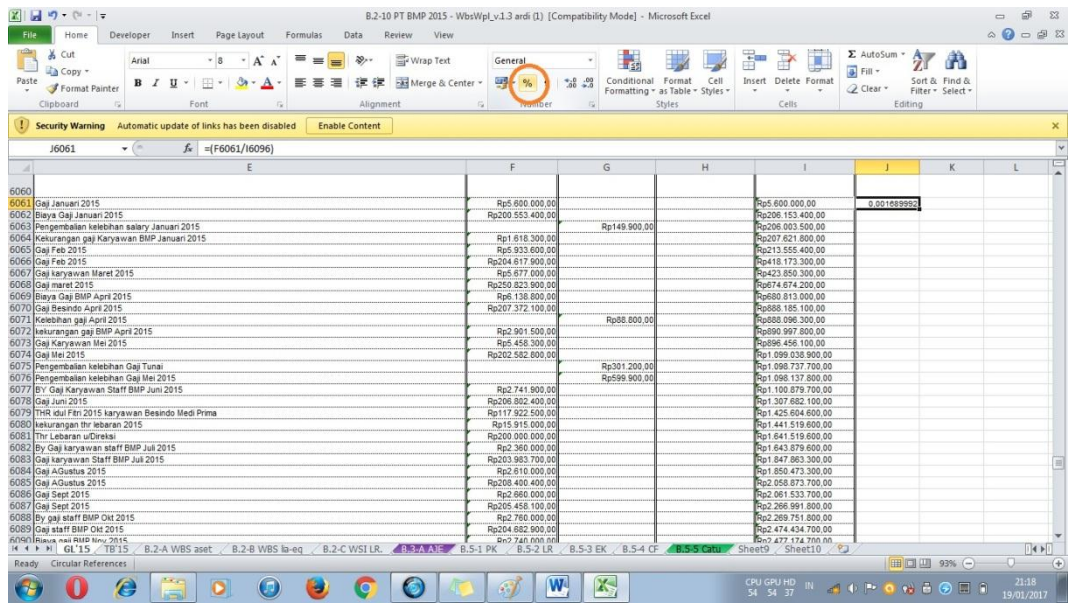 B.2-10 PT BMP 2015 - WbsWpl_v.1.3 ardi (1) [Compatibility Mode] - Microsoft Excel
File Home Developer Insert Page Layout Formulas Data Review View
Cut
Copy
Format Painter
Paste
Clipboard
Arial 8
B I U
Font
Wrap Text
Merge & Center
Alignment
General
%
Number
Conditional Formatting
Format as Table
Cell Styles
Styles
Insert Delete Format
Cells
Σ AutoSum
Fill
Clear
Sort & Filter
Find & Select
Editing
Security Warning Automatic update of links has been disabled Enable Content
J6061 fx =(F6061/I6096)
E F G H I J K L
6060
6061 Gaji Januari 2015 Rp5.600.000,00 Rp5.600.000,00 0,001689992
6062 Biaya Gaji Januari 2015 Rp200.553.400,00 Rp206.153.400,00
6063 Pengembalian kelebihan salary Januari 2015 Rp149.900,00 Rp206.003.500,00
6064 Kekurangan gaji Karyawan BMP Januari 2015 Rp1.618.300,00 Rp207.621.800,00
6065 Gaji Feb 2015 Rp5.933.600,00 Rp213.555.400,00
6066 Gaji Feb 2015 Rp204.617.900,00 Rp418.173.300,00
6067 Gaji karyawan Maret 2015 Rp5.677.000,00 Rp423.850.300,00
6068 Gaji maret 2015 Rp250.823.900,00 Rp674.674.200,00
6069 Biaya Gaji BMP April 2015 Rp6.138.800,00 Rp680.813.000,00
6070 Gaji Besindo April 2015 Rp207.372.100,00 Rp888.185.100,00
6071 Kelebihan gaji April 2015 Rp88.800,00 Rp888.096.300,00
6072 kekurangan gaji BMP April 2015 Rp2.901.500,00 Rp890.997.800,00
6073 Gaji Karyawan Mei 2015 Rp5.458.300,00 Rp896.456.100,00
6074 Gaji Mei 2015 Rp202.582.800,00 Rp1.099.038.900,00
6075 Pengembalian kelebihan Gaji Tunai Rp301.200,00 Rp1.098.737.700,00
6076 Pengembalian kelebihan Gaji Mei 2015 Rp599.900,00 Rp1.098.137.800,00
6077 BY Gaji Karyawan Staff BMP Juni 2015 Rp2.741.900,00 Rp1.100.879.700,00
6078 Gaji Juni 2015 Rp206.802.400,00 Rp1.307.682.100,00
6079 THR idul Fitri 2015 karyawan Besindo Medi Prima Rp117.922.500,00 Rp1.425.604.600,00
6080 kekurangan thr lebaran 2015 Rp15.915.000,00 Rp1.441.519.600,00
6081 Thr Lebaran u/Direksi Rp200.000.000,00 Rp1.641.519.600,00
6082 By Gaji karyawan staff BMP Juli 2015 Rp2.360.000,00 Rp1.643.879.600,00
6083 Gaji karyawan Staff BMP Juli 2015 Rp203.983.700,00 Rp1.847.863.300,00
6084 Gaji AGustus 2015 Rp2.610.000,00 Rp1.850.473.300,00
6085 Gaji AGustus 2015 Rp208.400.400,00 Rp2.058.873.700,00
6086 Gaji Sept 2015 Rp2.660.000,00 Rp2.061.533.700,00
6087 Gaji Sept 2015 Rp205.458.100,00 Rp2.266.991.800,00
6088 By gaji staff BMP Okt 2015 Rp2.760.000,00 Rp2.269.751.800,00
6089 Gaji staff BMP Okt 2015 Rp204.682.900,00 Rp2.474.434.700,00
6090 Biaya gaji BMP Nov 2015 Rp2.740.000,00 Rp2.477.174.700,00
GL'15 TB'15 B.2-A WBS aset B.2-B WBS lia-eq B.2-C WSI LR. B.3-A AJE B.5-1 PK B.5-2 LR B.5-3 EK B.5-4 CF B.5-5 Catu Sheet9 Sheet10
Ready Circular References 93%
CPU GPU HD
54 54 37
IN
21:18
19/01/2017